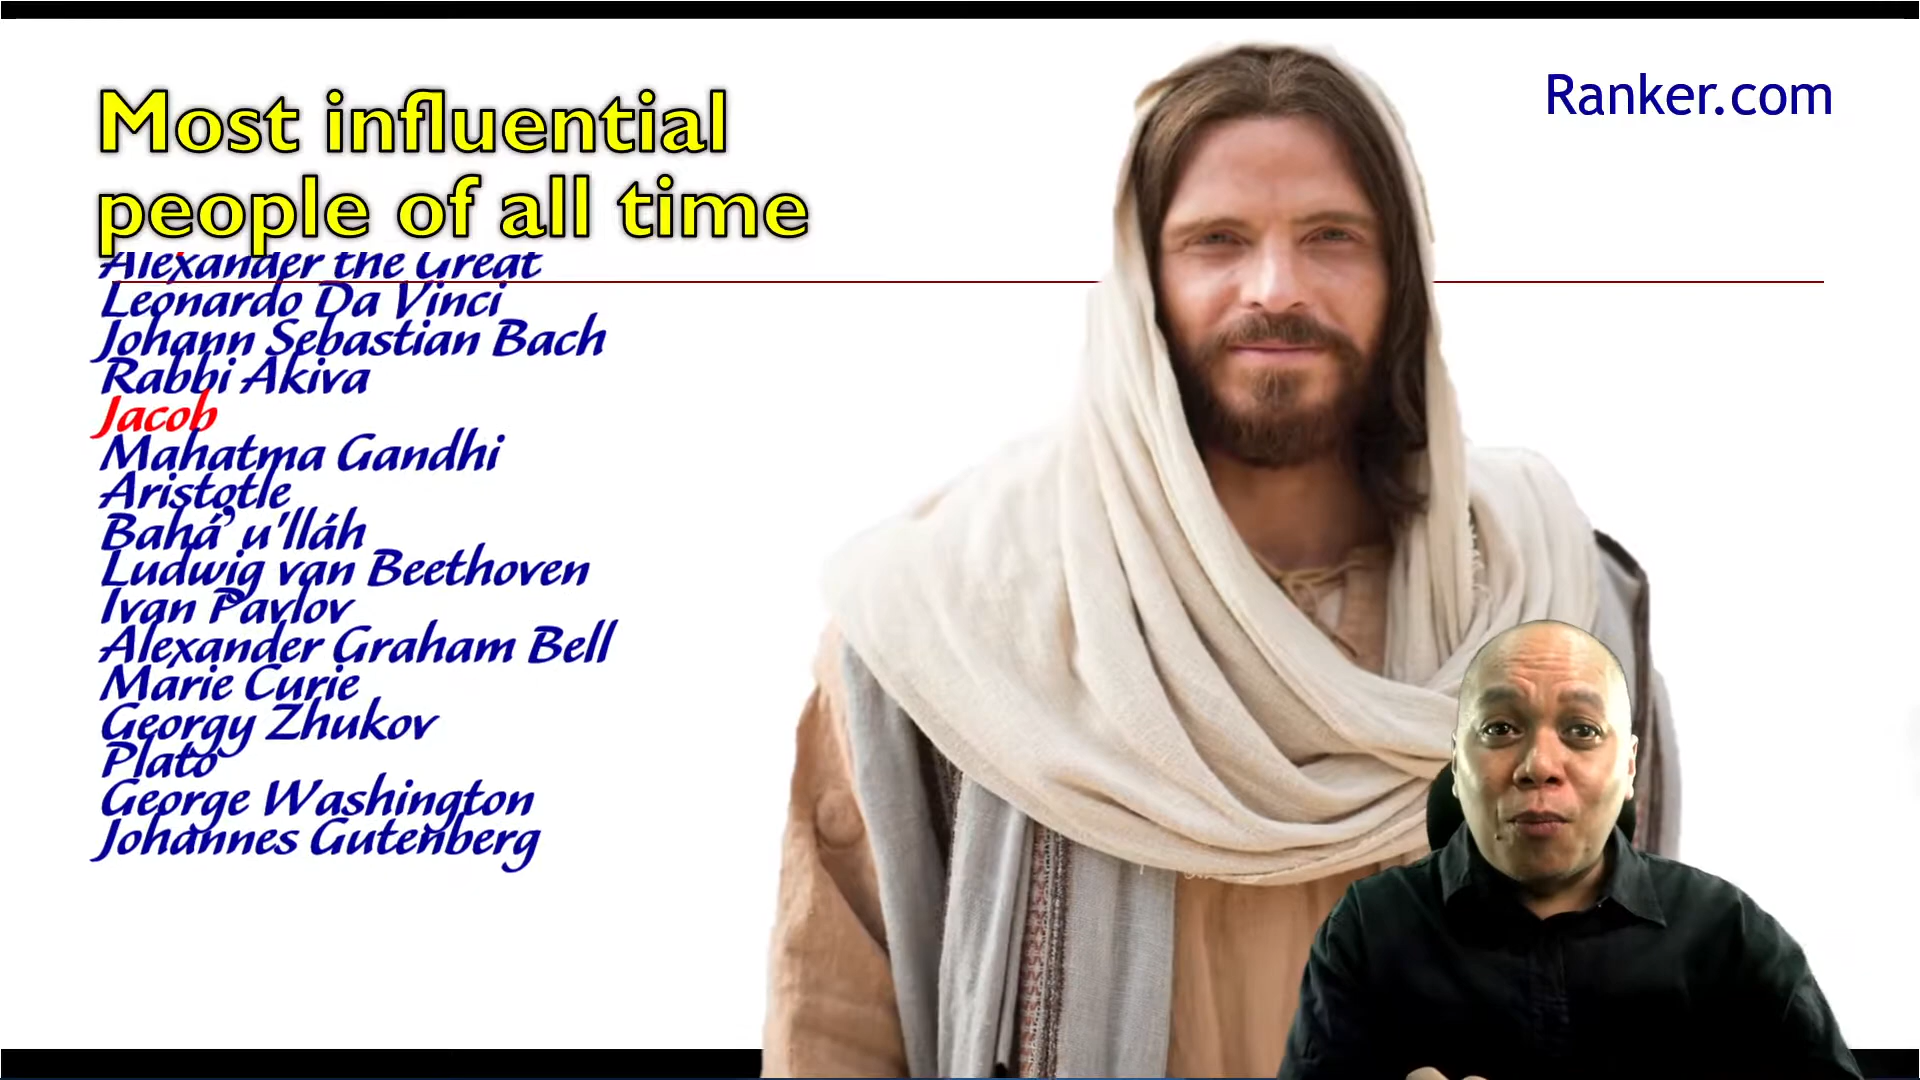 Ranker.com
Most influential
people of all time
Alexander the Great
Leonardo Da Vinci
Johann Sebastian Bach
Rabbi Akiva
Jacob
Mahatma Gandhi
Aristotle
Bahá’u'lláh
Ludwig van Beethoven
Ivan Pavlov
Alexander Graham Bell
Marie Curie
Georgy Zhukov
Plato
George Washington
Johannes Gutenberg